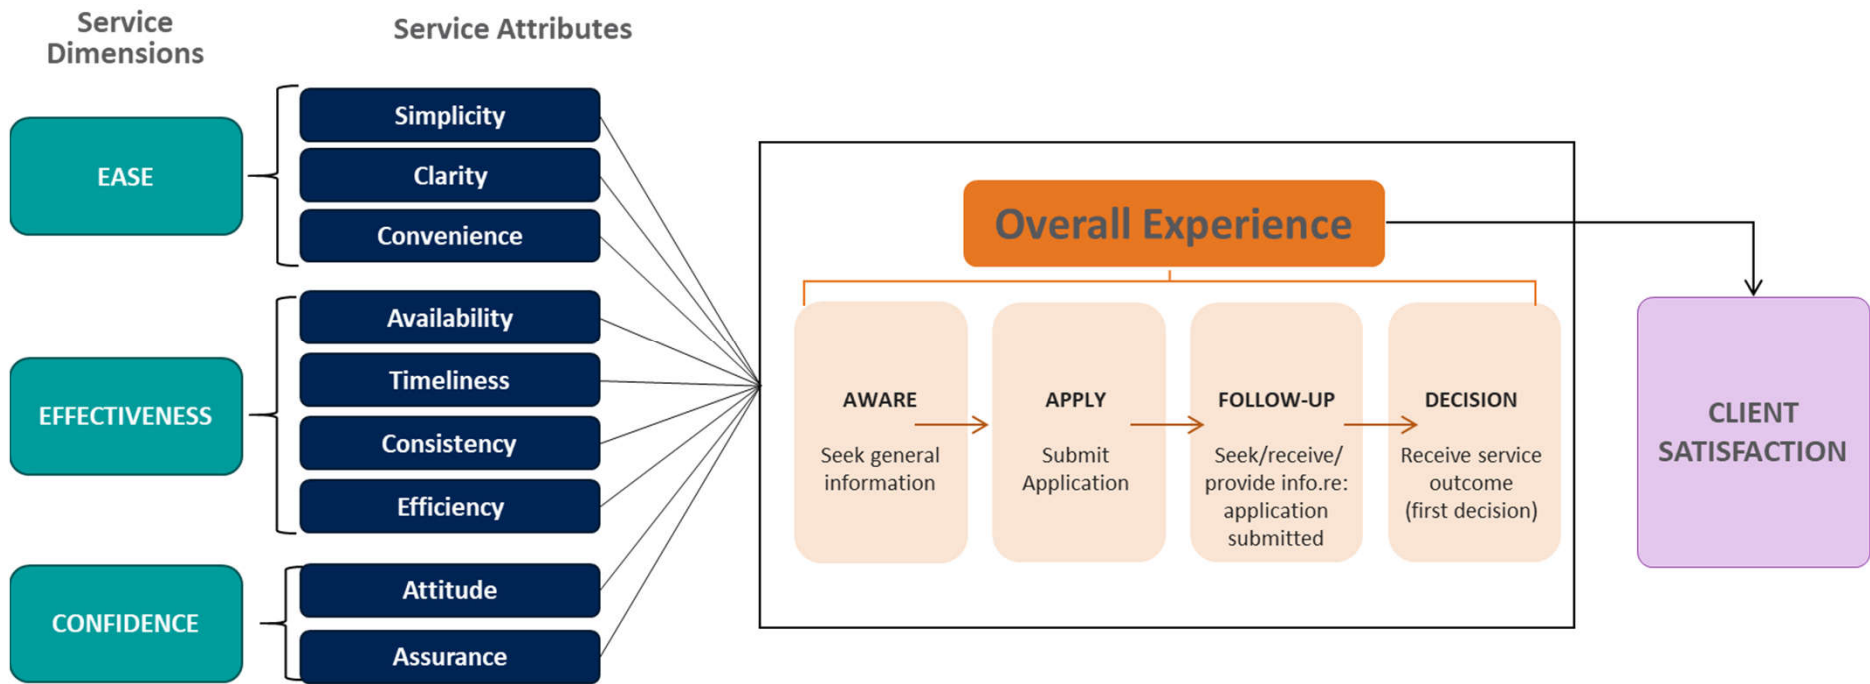 Service
Dimensions
Service Attributes
EASE
Simplicity
Clarity
Convenience
EFFECTIVENESS
Availability
Timeliness
Consistency
Efficiency
CONFIDENCE
Attitude
Assurance
Overall Experience
AWARE
Seek general
information
APPLY
Submit
Application
FOLLOW-UP
Seek/receive/
provide info.re:
application
submitted
DECISION
Receive service
outcome
(first decision)
CLIENT
SATISFACTION